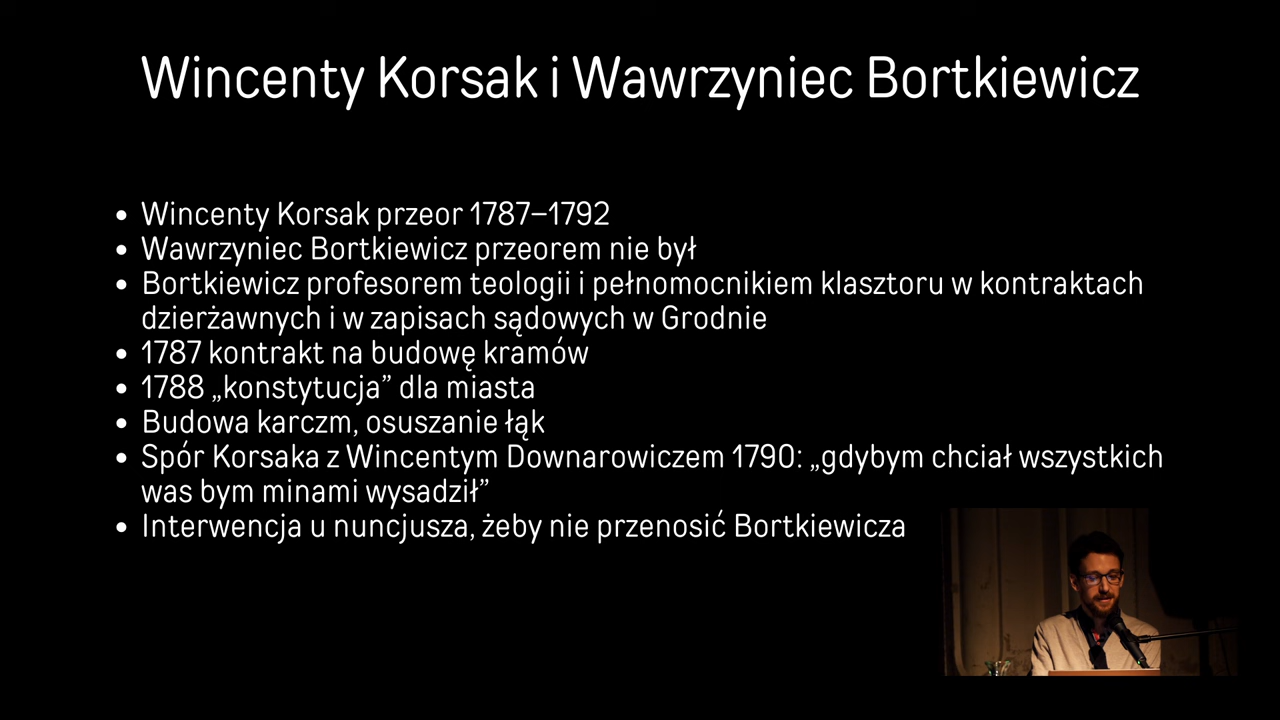 Wincenty Korsak i Wawrzyniec Bortkiewicz
• Wincenty Korsak przeor 1787–1792
• Wawrzyniec Bortkiewicz przeorem nie był
• Bortkiewicz profesorem teologii i pełnomocnikiem klasztoru w kontraktach
dzierżawnych i w zapisach sądowych w Grodnie
• 1787 kontrakt na budowę kramów
• 1788 „konstytucja” dla miasta
• Budowa karczm, osuszanie łąk
• Spór Korsaka z Wincentym Downarowiczem 1790: „gdybym chciał wszystkich
was bym minami wysadził”
• Interwencja u nuncjusza, żeby nie przenosić Bortkiewicza